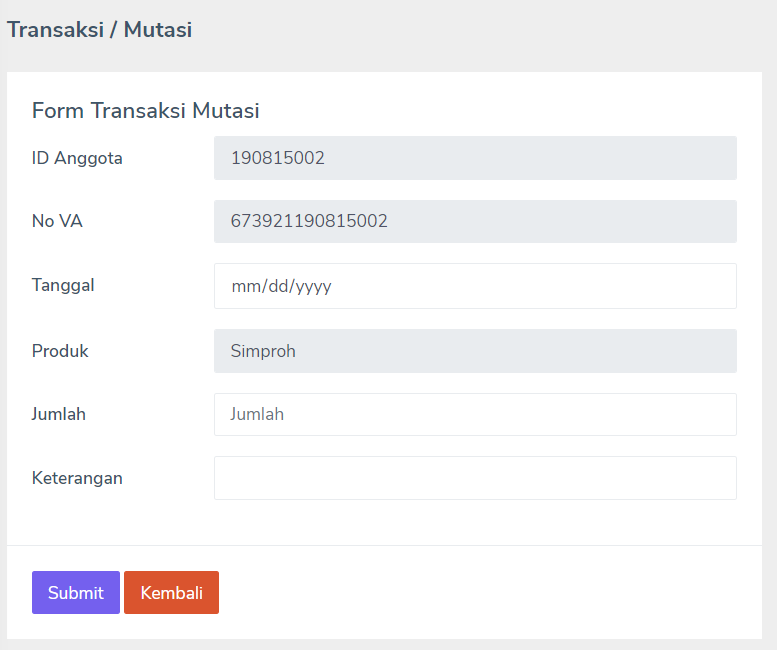 Transaksi / Mutasi
Form Transaksi Mutasi
ID Anggota 190815002
No VA 673921190815002
Tanggal mm/dd/yyyy
Produk Simproh
Jumlah Jumlah
Keterangan
Submit Kembali